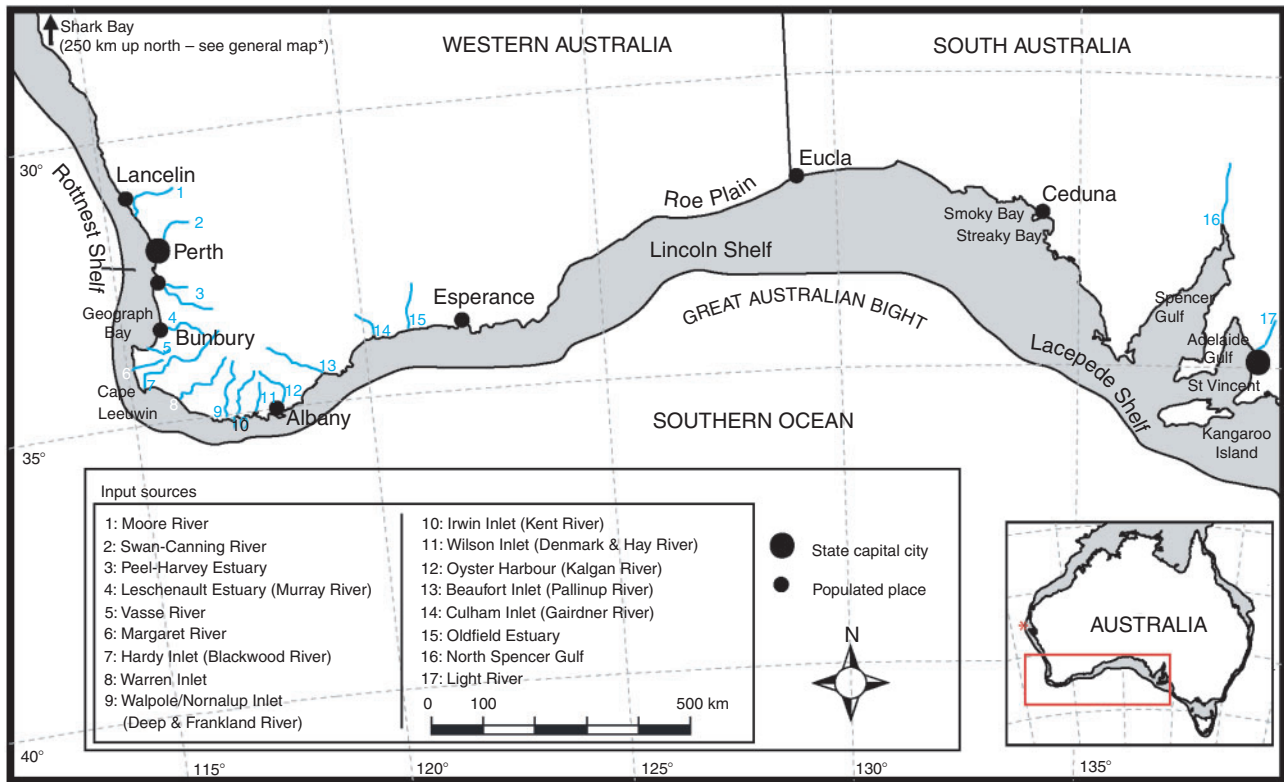 Shark Bay
(250 km up north – see general map*)
WESTERN AUSTRALIA
SOUTH AUSTRALIA
30°
Lancelin
1
2
Perth
Rottnest Shelf
3
Geograph
Bay
4
Bunbury
5
6
7
Cape
Leeuwin
8
9
10
11
12
Albany
13
14
15
Esperance
Roe Plain
Eucla
Lincoln Shelf
GREAT AUSTRALIAN BIGHT
Smoky Bay
Streaky Bay
Ceduna
16
Spencer
Gulf
17
Adelaide
Gulf
St Vincent
Lacepede Shelf
Kangaroo
Island
SOUTHERN OCEAN
35°
Input sources
1: Moore River
2: Swan-Canning River
3: Peel-Harvey Estuary
4: Leschenault Estuary (Murray River)
5: Vasse River
6: Margaret River
7: Hardy Inlet (Blackwood River)
8: Warren Inlet
9: Walpole/Nornalup Inlet
(Deep & Frankland River)
10: Irwin Inlet (Kent River)
11: Wilson Inlet (Denmark & Hay River)
12: Oyster Harbour (Kalgan River)
13: Beaufort Inlet (Pallinup River)
14: Culham Inlet (Gairdner River)
15: Oldfield Estuary
16: North Spencer Gulf
17: Light River
0 100 500 km
State capital city
Populated place
N
AUSTRALIA
*
40°
115° 120° 125° 130° 135°